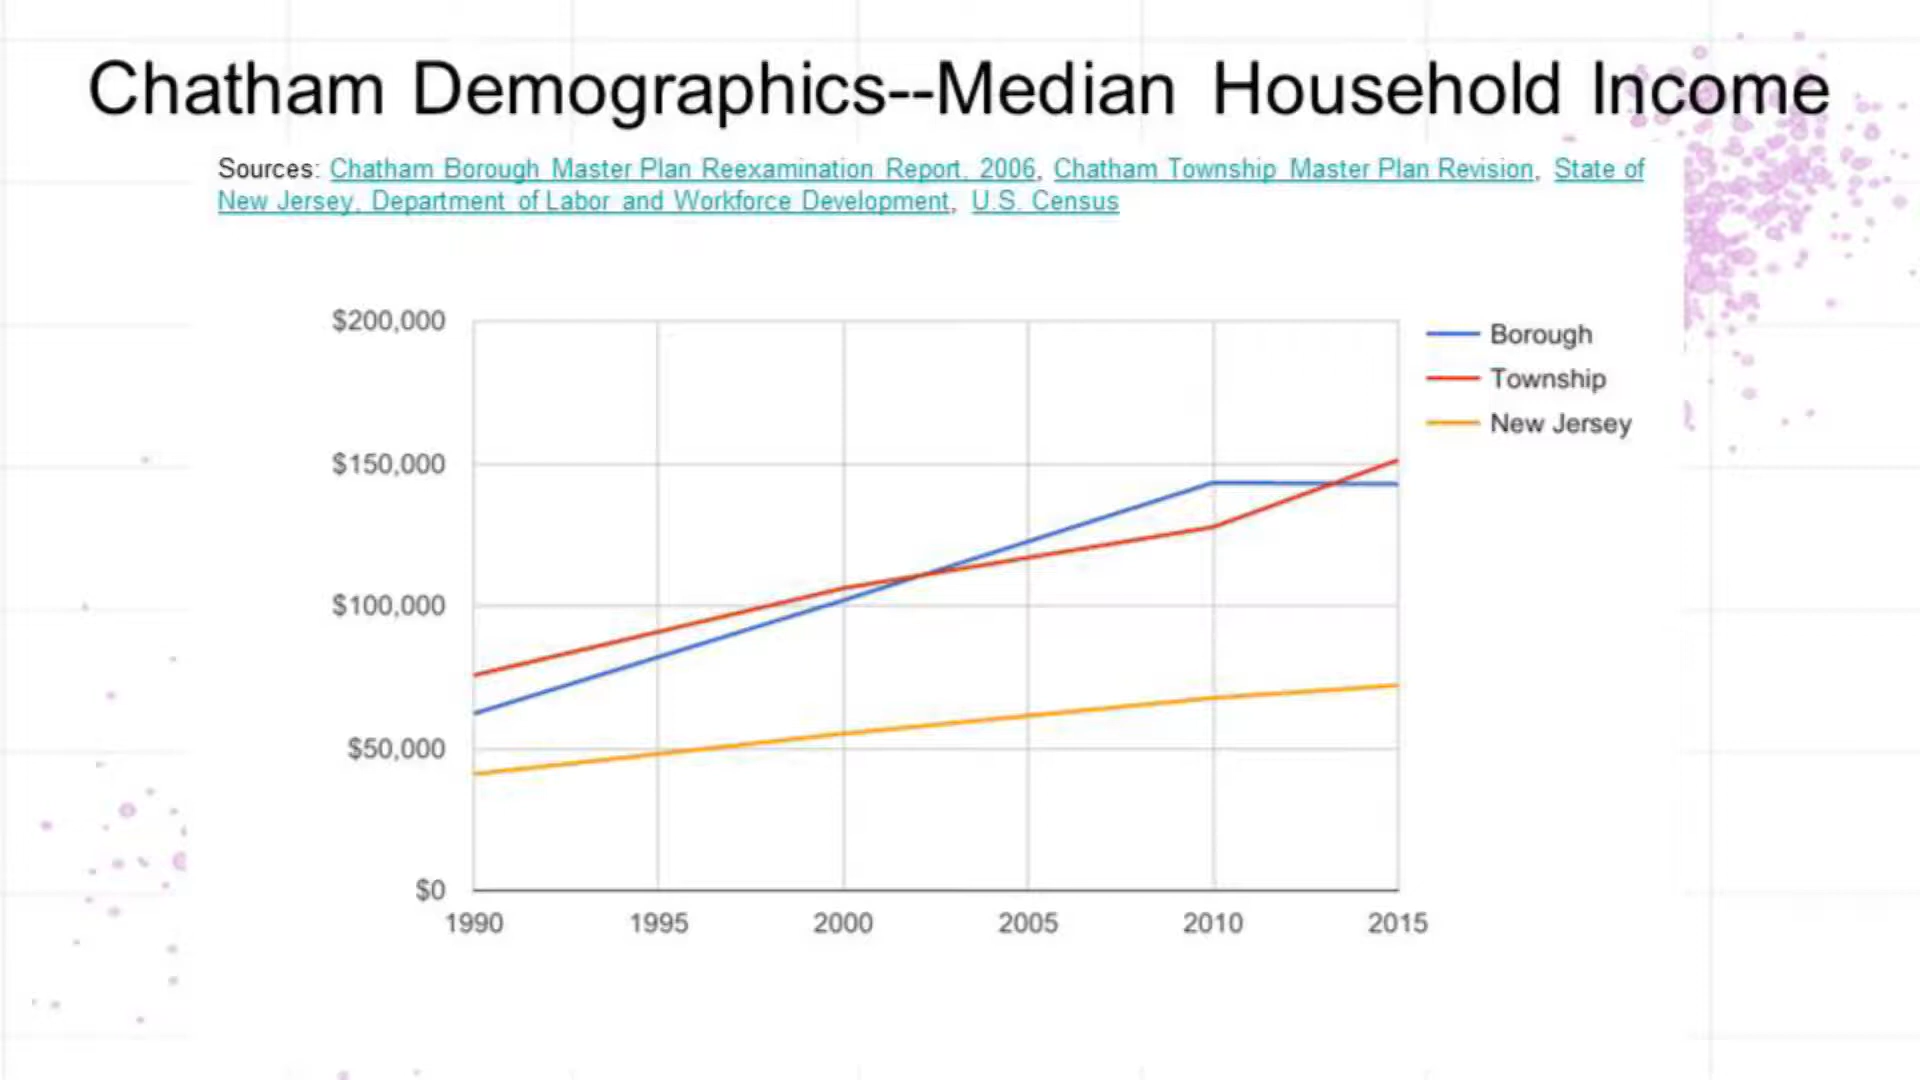 Chatham Demographics--Median Household Income
Sources: Chatham Borough Master Plan Reexamination Report, 2006, Chatham Township Master Plan Revision, State of
New Jersey, Department of Labor and Workforce Development, U.S. Census
$200,000
$150,000
$100,000
$50,000
$0
1990 1995 2000 2005 2010 2015
Borough
Township
New Jersey